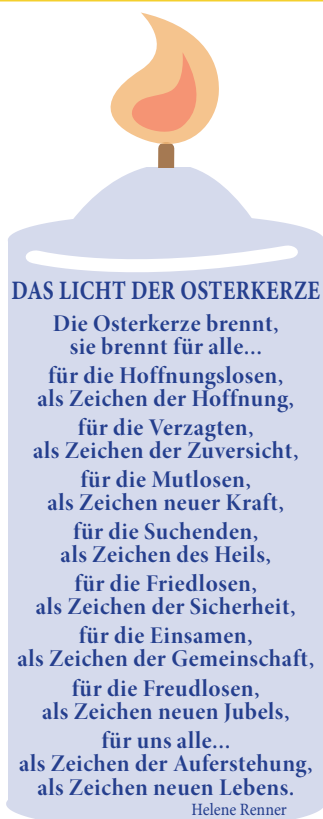 DAS LICHT DER OSTERKERZE
Die Osterkerze brennt,
sie brennt für alle...
für die Hoffnungslosen,
als Zeichen der Hoffnung,
für die Verzagten,
als Zeichen der Zuversicht,
für die Mutlosen,
als Zeichen neuer Kraft,
für die Suchenden,
als Zeichen des Heils,
für die Friedlosen,
als Zeichen der Sicherheit,
für die Einsamen,
als Zeichen der Gemeinschaft,
für die Freudlosen,
als Zeichen neuen Jubels,
für uns alle...
als Zeichen der Auferstehung,
als Zeichen neuen Lebens.
Helene Renner